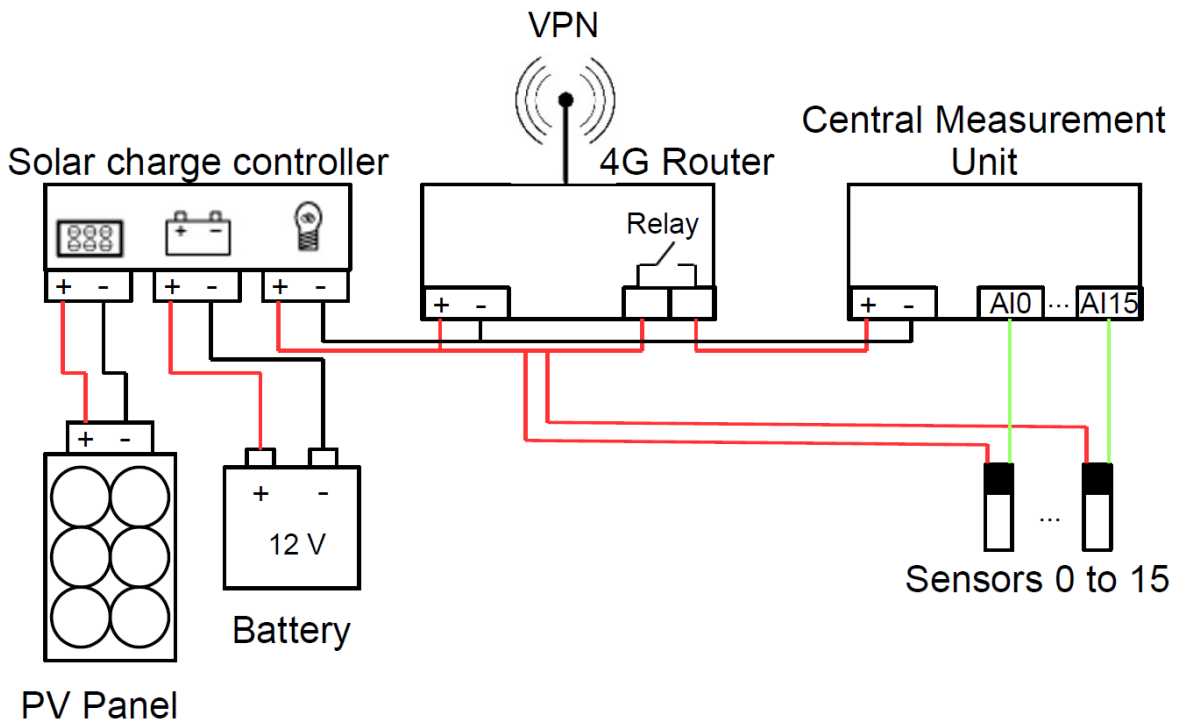 VPN
Solar charge controller
4G Router
Central Measurement
Unit
Relay
+ -
+ - + - + -
+ -
+ -
AI0 ... AI15
+ -
+ -
12 V
...
Sensors 0 to 15
Battery
PV Panel